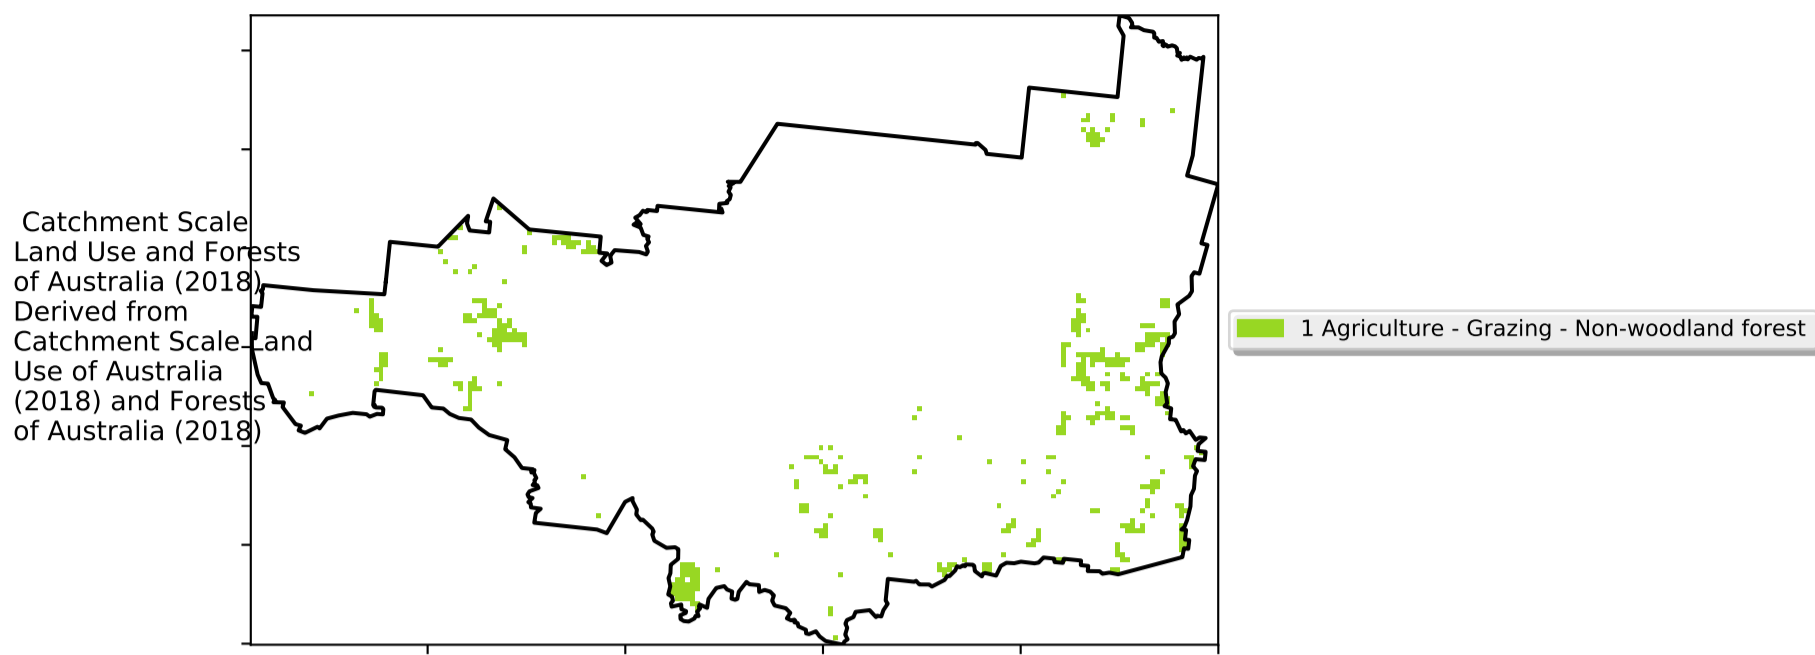 Catchment Scale
Land Use and Forests
of Australia (2018)
Derived from
Catchment Scale Land
Use of Australia
(2018) and Forests
of Australia (2018)
1 Agriculture - Grazing - Non-woodland forest